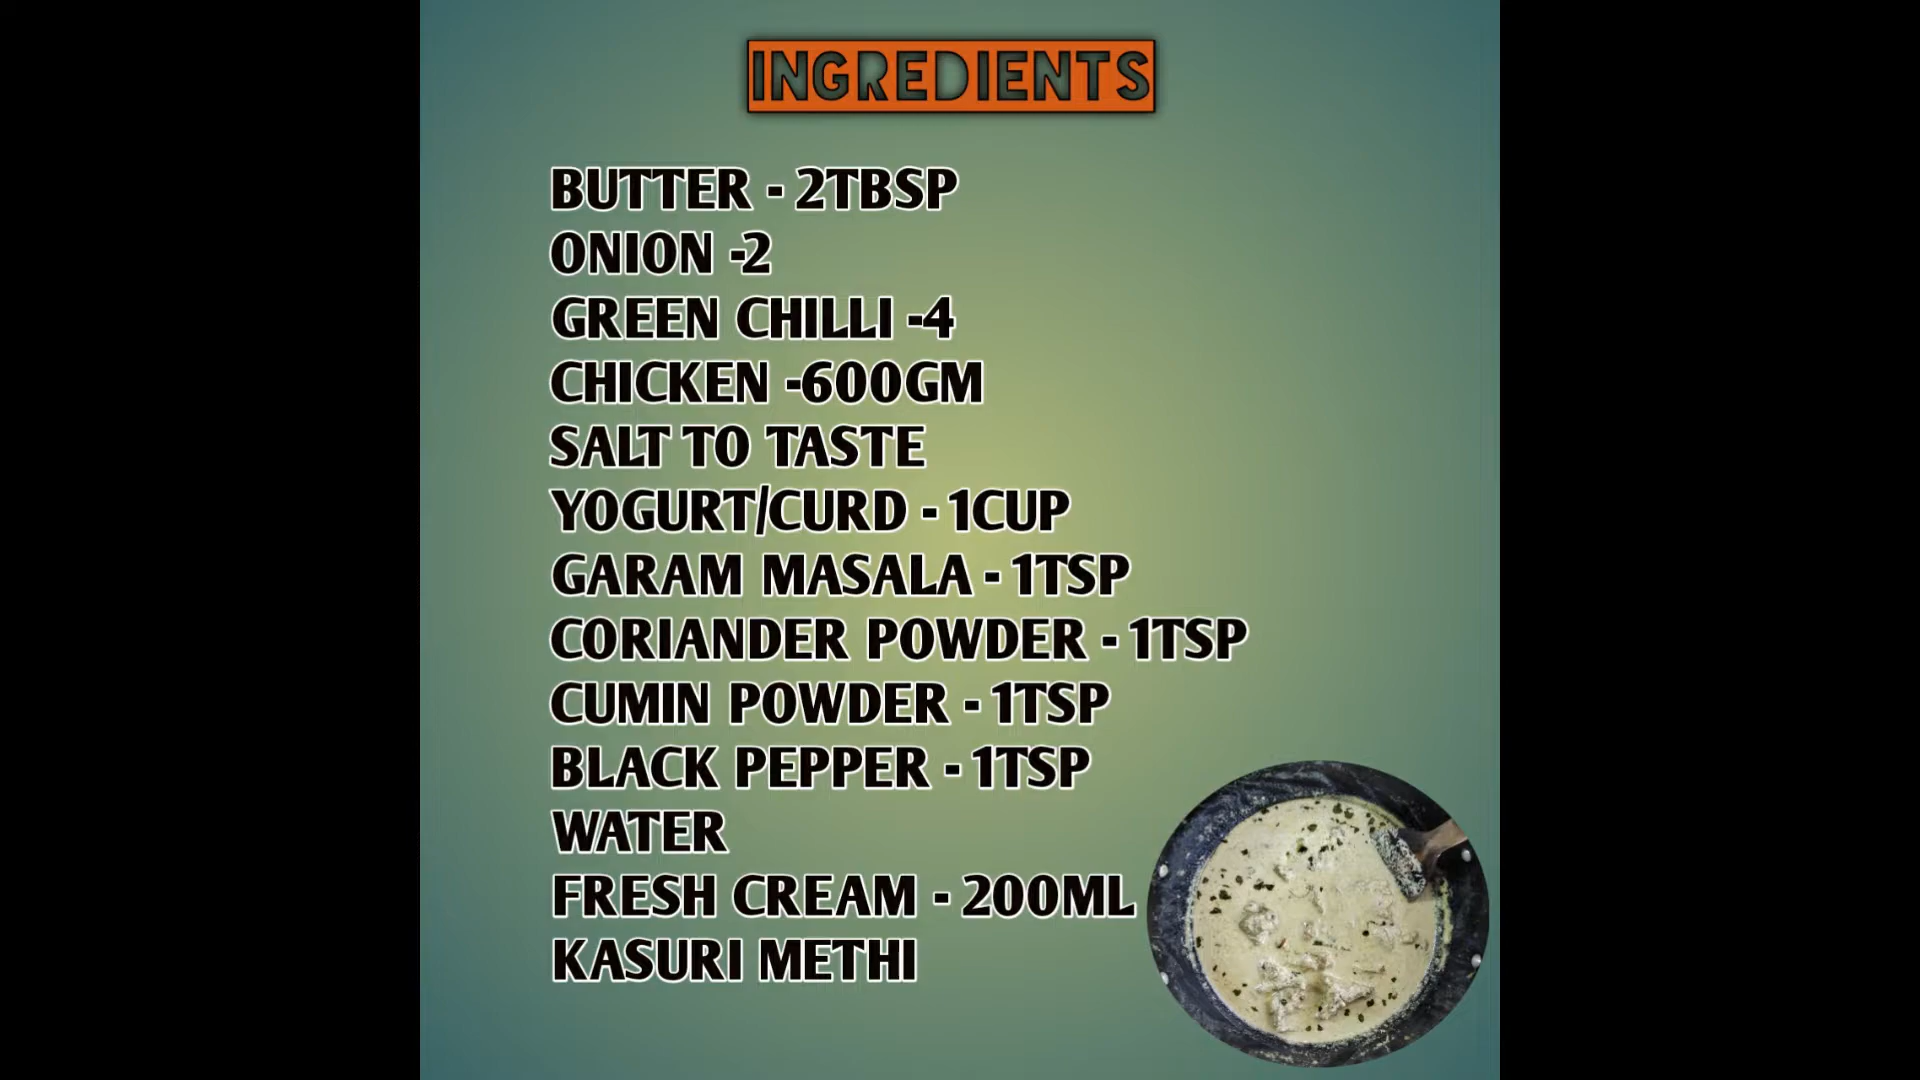 INGREDIENTS
BUTTER - 2TBSP
ONION -2
GREEN CHILLI -4
CHICKEN -600GM
SALT TO TASTE
YOGURT/CURD - 1CUP
GARAM MASALA - 1TSP
CORIANDER POWDER - 1TSP
CUMIN POWDER - 1TSP
BLACK PEPPER - 1TSP
WATER
FRESH CREAM - 200ML
KASURI METHI